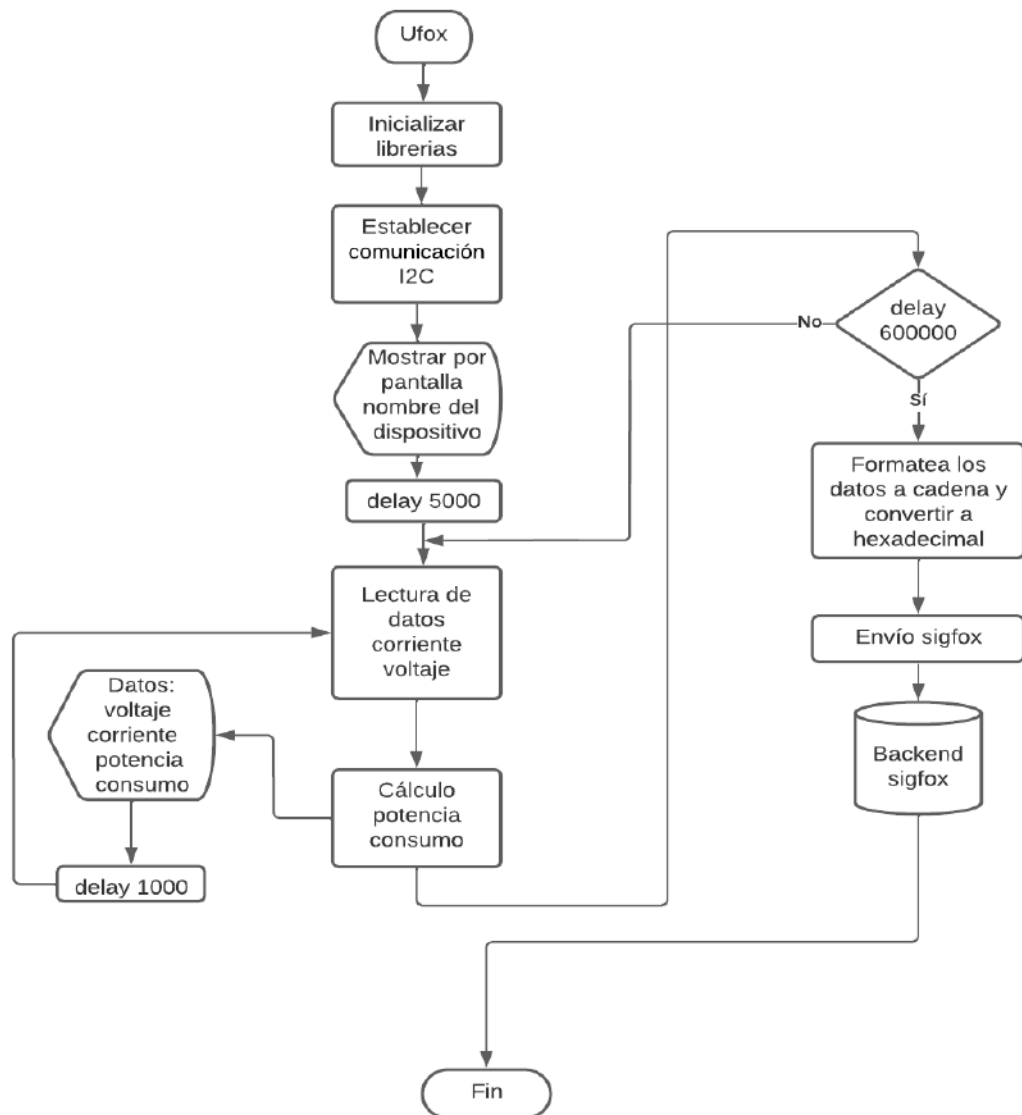 Ufox
Inicializar
librerias
Establecer
comunicación
I2C
Mostrar por
pantalla
nombre del
dispositivo
delay 5000
Lectura de
datos
corriente
voltaje
Cálculo
potencia
consumo
Datos:
voltaje
corriente
potencia
consumo
delay 1000
delay
600000
No
Sí
Formatea los
datos a cadena y
convertir a
hexadecimal
Envío sigfox
Backend
sigfox
Fin